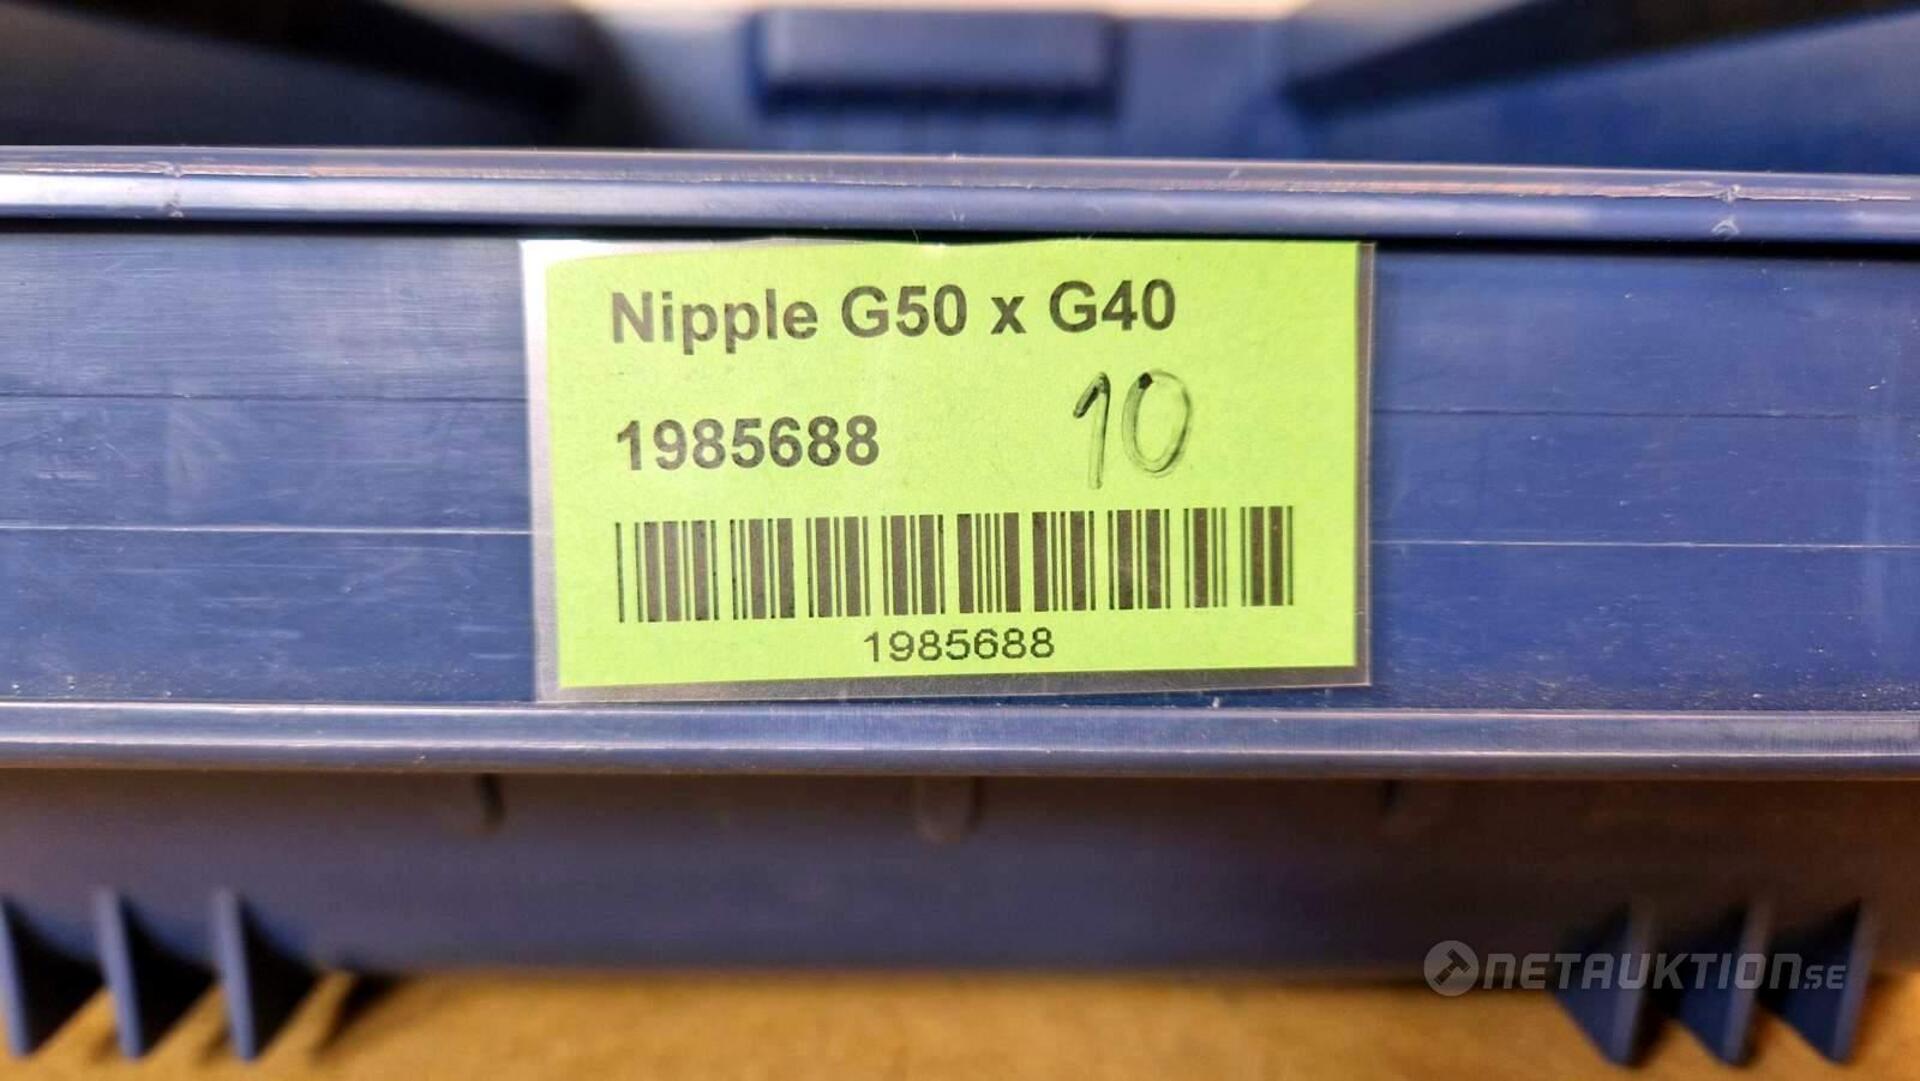 Nipple G50 x G40
1985688 10
1985688
NETAUKTION.SE